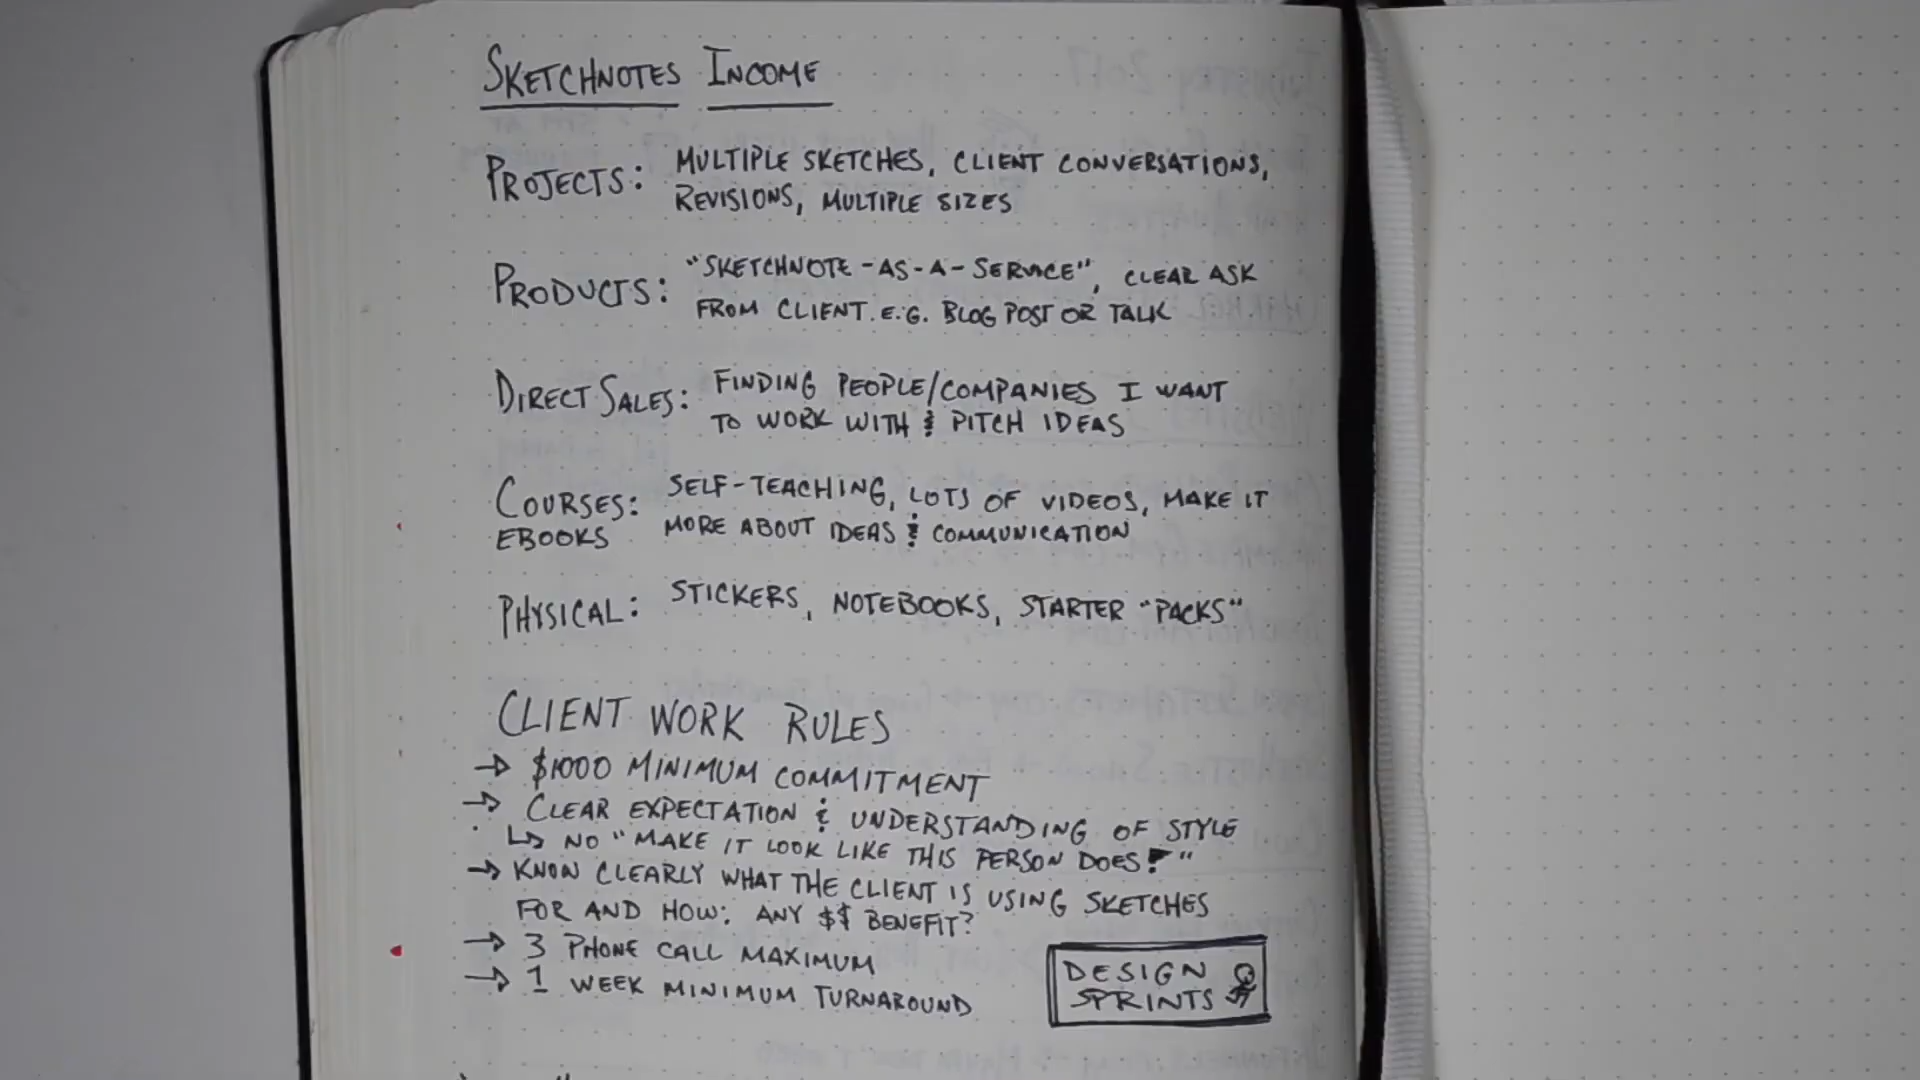 SKETCHNOTES INCOME
PROJECTS: MULTIPLE SKETCHES, CLIENT CONVERSATIONS,
REVISIONS, MULTIPLE SIZES
PRODUCTS: "SKETCHNOTE-AS-A-SERVICE", CLEAR ASK
FROM CLIENT. E.G. BLOG POST OR TALK
DIRECT SALES: FINDING PEOPLE/COMPANIES I WANT
TO WORK WITH & PITCH IDEAS
COURSES: SELF-TEACHING, LOTS OF VIDEOS, MAKE IT
EBOOKS MORE ABOUT IDEAS & COMMUNICATION
PHYSICAL: STICKERS, NOTEBOOKS, STARTER "PACKS"
CLIENT WORK RULES
→ $1000 MINIMUM COMMITMENT
→ CLEAR EXPECTATION & UNDERSTANDING OF STYLE
↳ NO "MAKE IT LOOK LIKE THIS PERSON DOES!"
→ KNOW CLEARLY WHAT THE CLIENT IS USING SKETCHES
FOR AND HOW: ANY $$ BENEFIT?
→ 3 PHONE CALL MAXIMUM
→ 1 WEEK MINIMUM TURNAROUND
DESIGN
SPRINTS